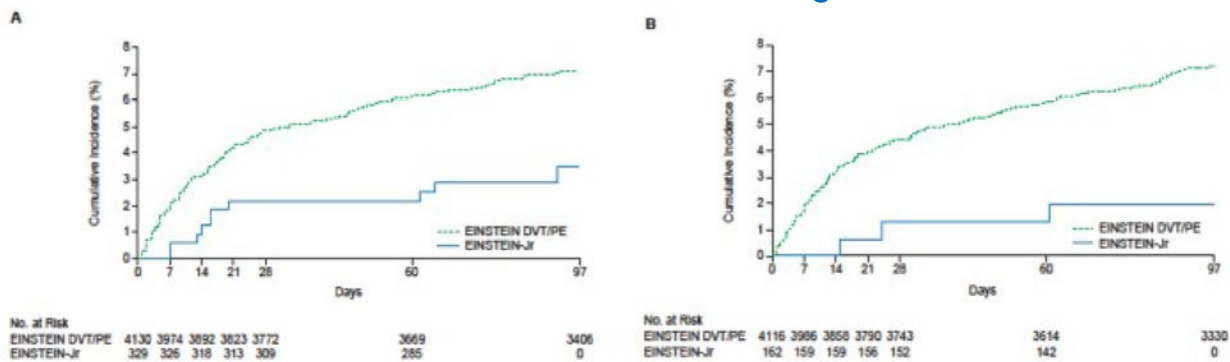 A
8
7
6
5
4
3
2
1
0
Cumulative Incidence (%)
EINSTEIN DVT/PE
EINSTEIN-Jr
0 7 14 21 28 60 97
Days
No. at Risk
EINSTEIN DVT/PE 4130 3974 3892 3823 3772 3669 3406
EINSTEIN-Jr 329 326 318 313 309 285 0
B
8
7
6
5
4
3
2
1
0
Cumulative Incidence (%)
EINSTEIN DVT/PE
EINSTEIN-Jr
0 7 14 21 28 60 97
Days
No. at Risk
EINSTEIN DVT/PE 4116 3986 3858 3790 3743 3614 3330
EINSTEIN-Jr 162 159 159 156 152 142 0